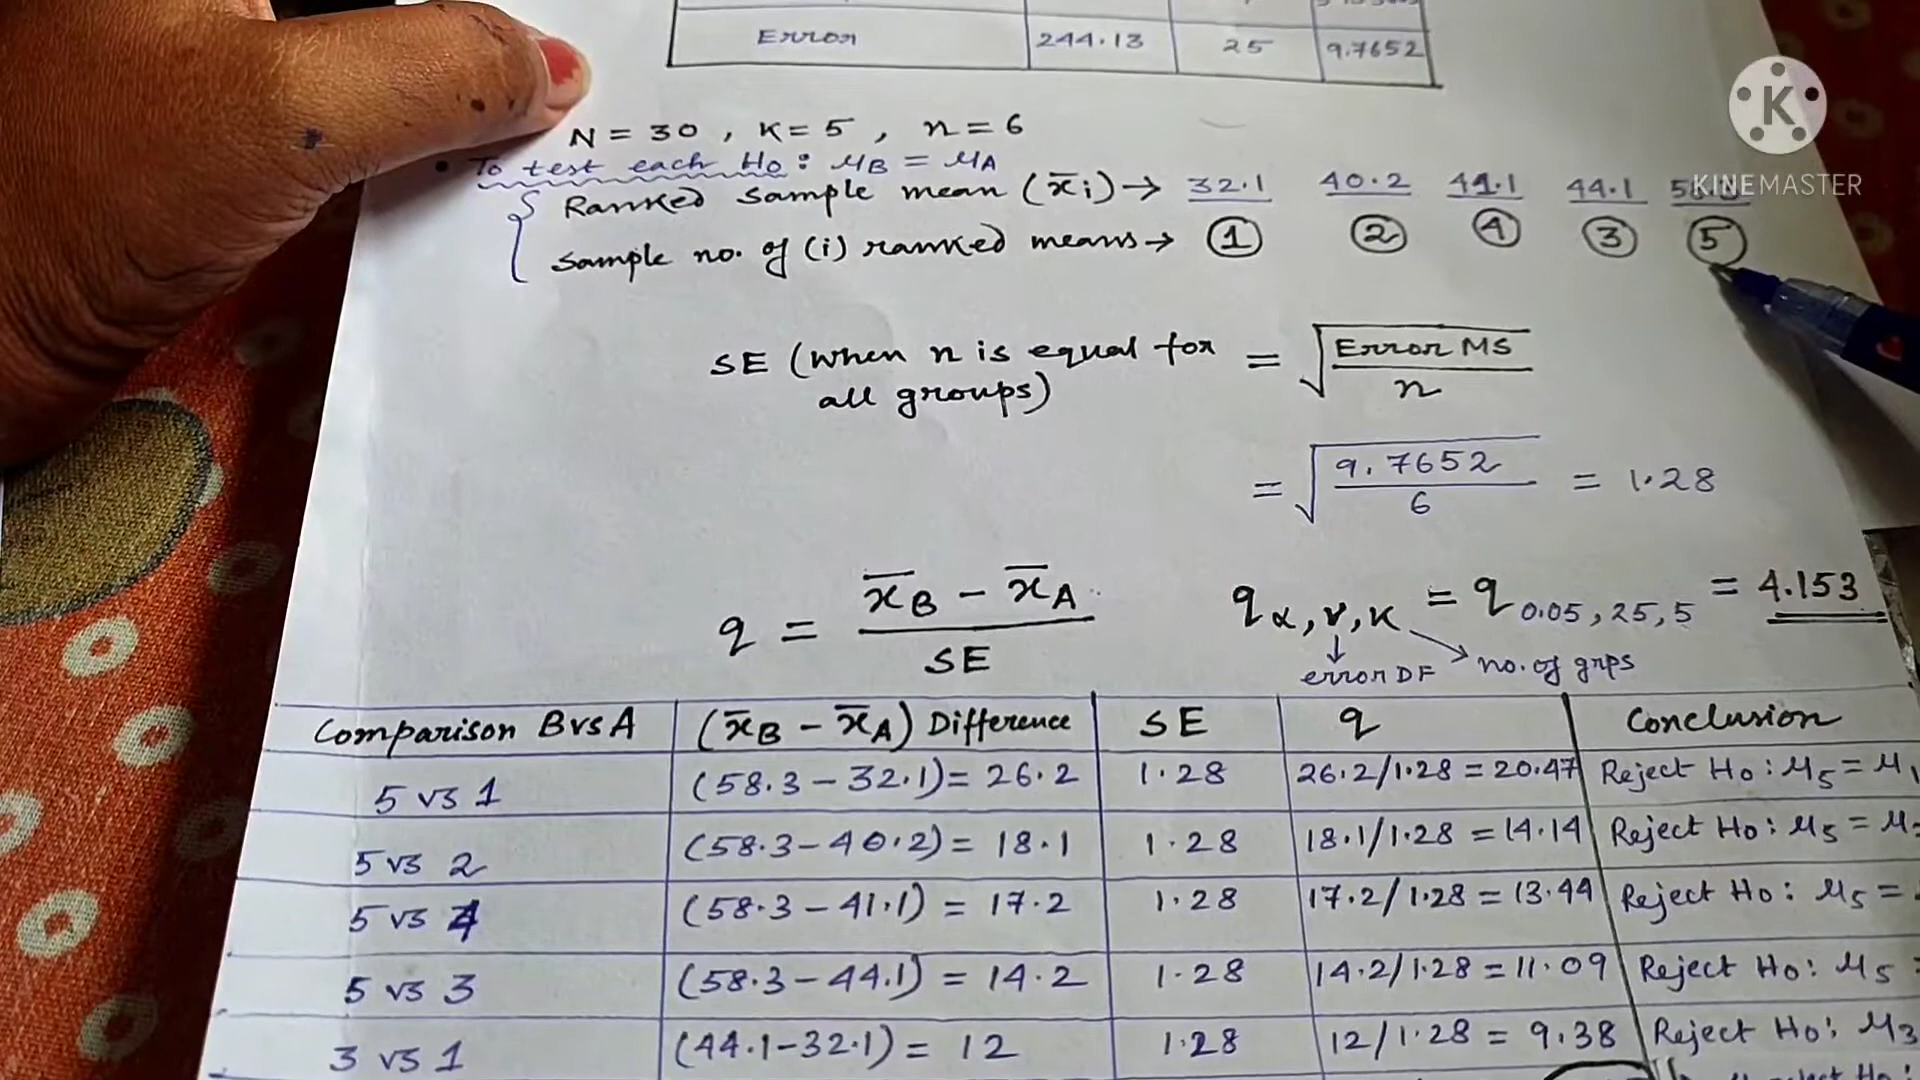 Error 244.13 25 9.7652
K
KINEMASTER
N = 30 , K = 5 , n = 6
• To test each Ho : μB = μA
Ranked sample mean (x̄i) → 32.1 40.2 41.1 44.1
Sample no. of (i) ranked means → 1 2 4 3 5
SE (when n is equal for all groups) = √(Error MS / n)
= √(9.7652 / 6) = 1.28
q = (x̄B − x̄A) / SE
qα,ν,K = q0.05,25,5 = 4.153
error DF no. of grps
Comparison B vs A (x̄B − x̄A) Difference SE q Conclusion
5 vs 1 (58.3 − 32.1) = 26.2 1.28 26.2/1.28 = 20.47 Reject Ho : μ5 = μ1
5 vs 2 (58.3 − 40.2) = 18.1 1.28 18.1/1.28 = 14.14 Reject Ho : μ5 = μ
5 vs 4 (58.3 − 41.1) = 17.2 1.28 17.2/1.28 = 13.44 Reject Ho : μ5 =
5 vs 3 (58.3 − 44.1) = 14.2 1.28 14.2/1.28 = 11.09 Reject Ho : μ5
3 vs 1 (44.1 − 32.1) = 12 1.28 12/1.28 = 9.38 Reject Ho : μ3